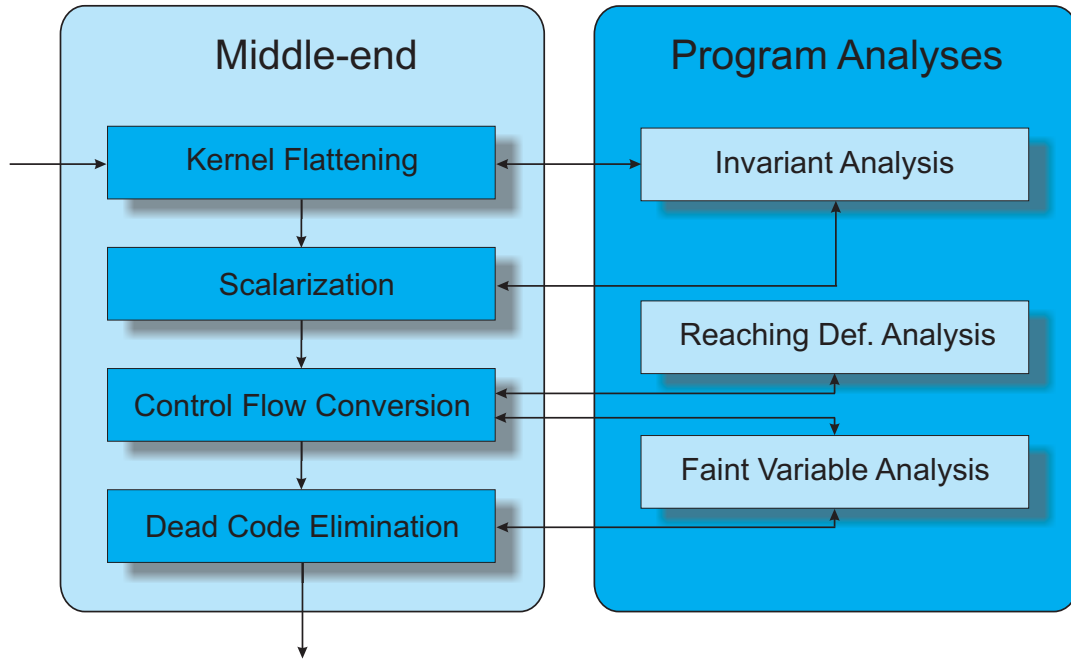 Middle-end
Kernel Flattening
Scalarization
Control Flow Conversion
Dead Code Elimination
Program Analyses
Invariant Analysis
Reaching Def. Analysis
Faint Variable Analysis